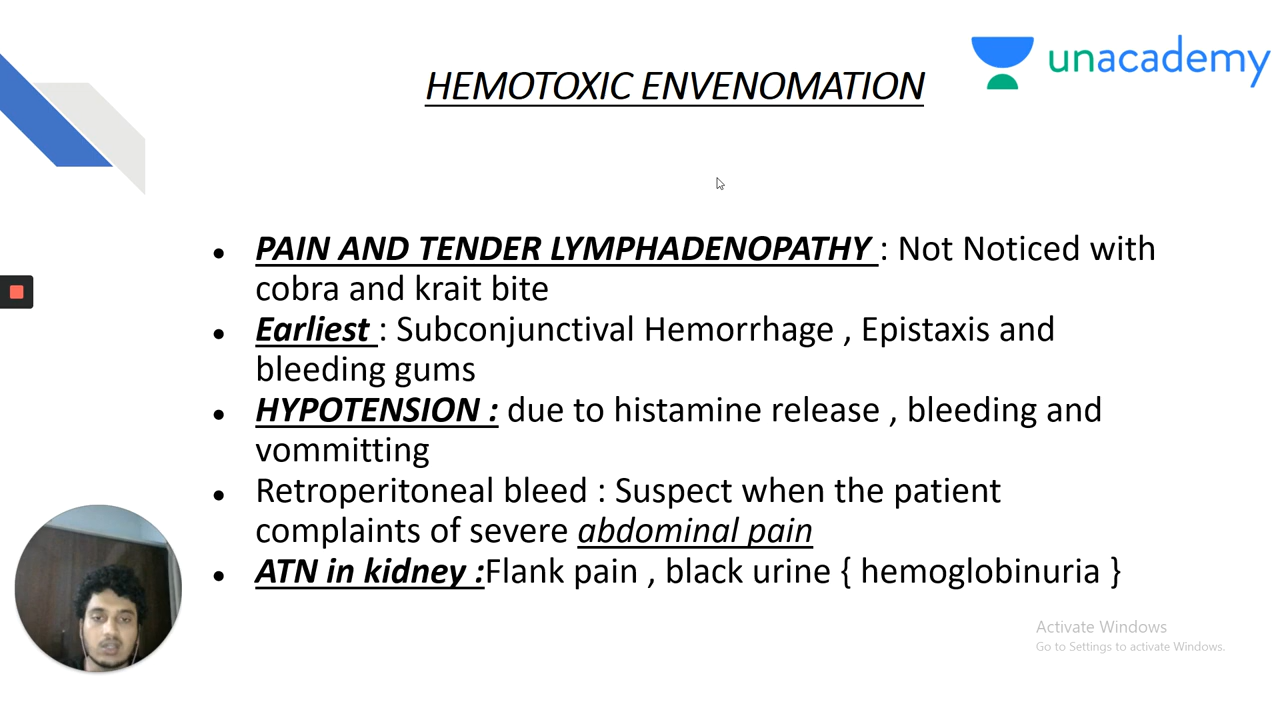 unacademy
HEMOTOXIC ENVENOMATION
● PAIN AND TENDER LYMPHADENOPATHY : Not Noticed with
cobra and krait bite
● Earliest : Subconjunctival Hemorrhage , Epistaxis and
bleeding gums
● HYPOTENSION : due to histamine release , bleeding and
vommitting
● Retroperitoneal bleed : Suspect when the patient
complaints of severe abdominal pain
● ATN in kidney :Flank pain , black urine { hemoglobinuria }
Activate Windows
Go to Settings to activate Windows.